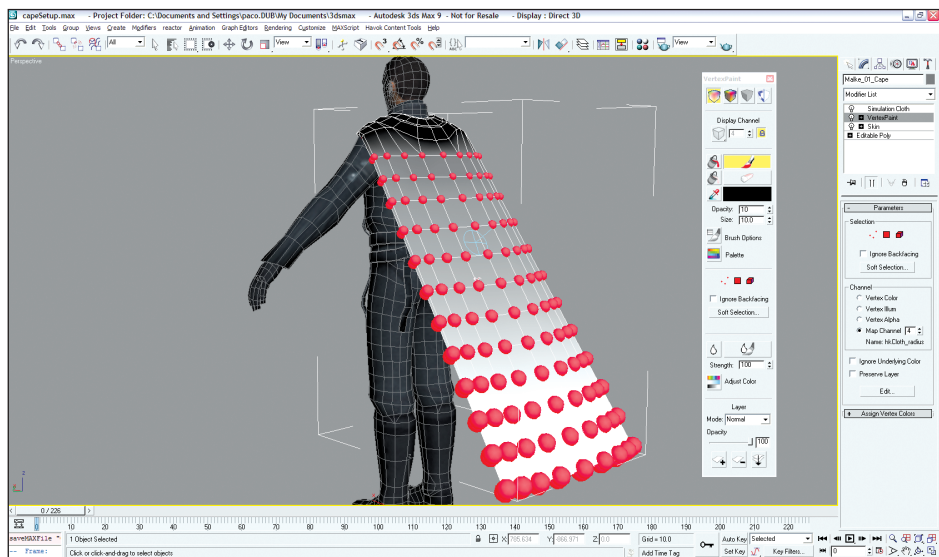 capeSetup.max - Project Folder: C:\Documents and Settings\paco.DUB\My Documents\3dsmax - Autodesk 3ds Max 9 - Not for Resale - Display : Direct 3D
File Edit Tools Group Views Create Modifiers reactor Animation Graph Editors Rendering Customize MAXScript Havok Content Tools Help
All View View
Perspective
VertexPaint
Display Channel
4
Opacity: 10
Size: 10.0
Brush Options
Palette
Ignore Backfacing
Soft Selection...
Strength: 100
Adjust Color
Layer
Mode: Normal
Opacity
100
Malke_01_Cape
Modifier List
Simulation Cloth
VertexPaint
Skin
Editable Poly
- Parameters
Selection
Ignore Backfacing
Soft Selection...
Channel
Vertex Color
Vertex Illum
Vertex Alpha
Map Channel 4
Name: hkCloth_radius
Ignore Underlying Color
Preserve Layer
Edit...
+ Assign Vertex Colors
z
< 0 / 226 >
0 10 20 30 40 50 60 70 80 90 100 110 120 130 140 150 160 170 180 190 200 210 220
saveMAXFile " 1 Object Selected X: 795.634 Y: -866.971 Z: 0.0 Grid = 10.0 Auto Key Selected
-- Frame: Click or click-and-drag to select objects Add Time Tag Set Key Key Filters... 0